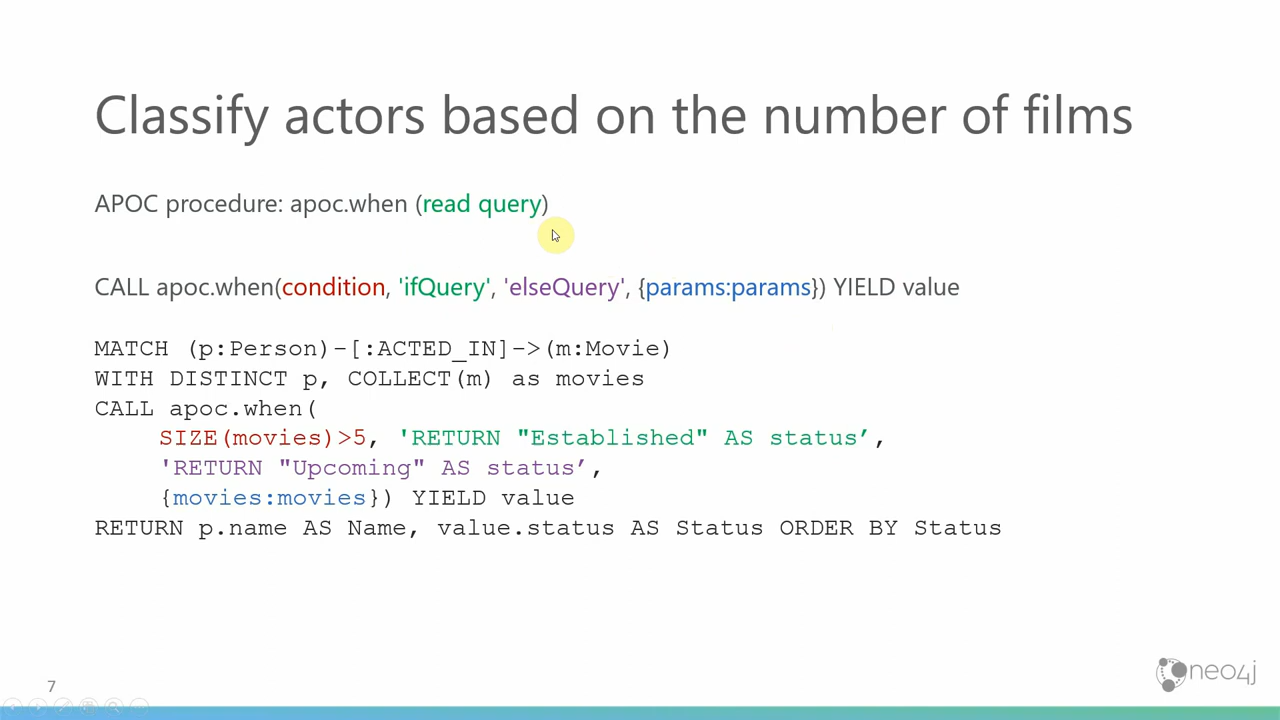 Classify actors based on the number of films
APOC procedure: apoc.when (read query)
CALL apoc.when(condition, 'ifQuery', 'elseQuery', {params:params}) YIELD value
MATCH (p:Person)-[:ACTED_IN]->(m:Movie)
WITH DISTINCT p, COLLECT(m) as movies
CALL apoc.when(
SIZE(movies)>5, 'RETURN "Established" AS status’,
'RETURN "Upcoming" AS status’,
{movies:movies}) YIELD value
RETURN p.name AS Name, value.status AS Status ORDER BY Status
7
neo4j